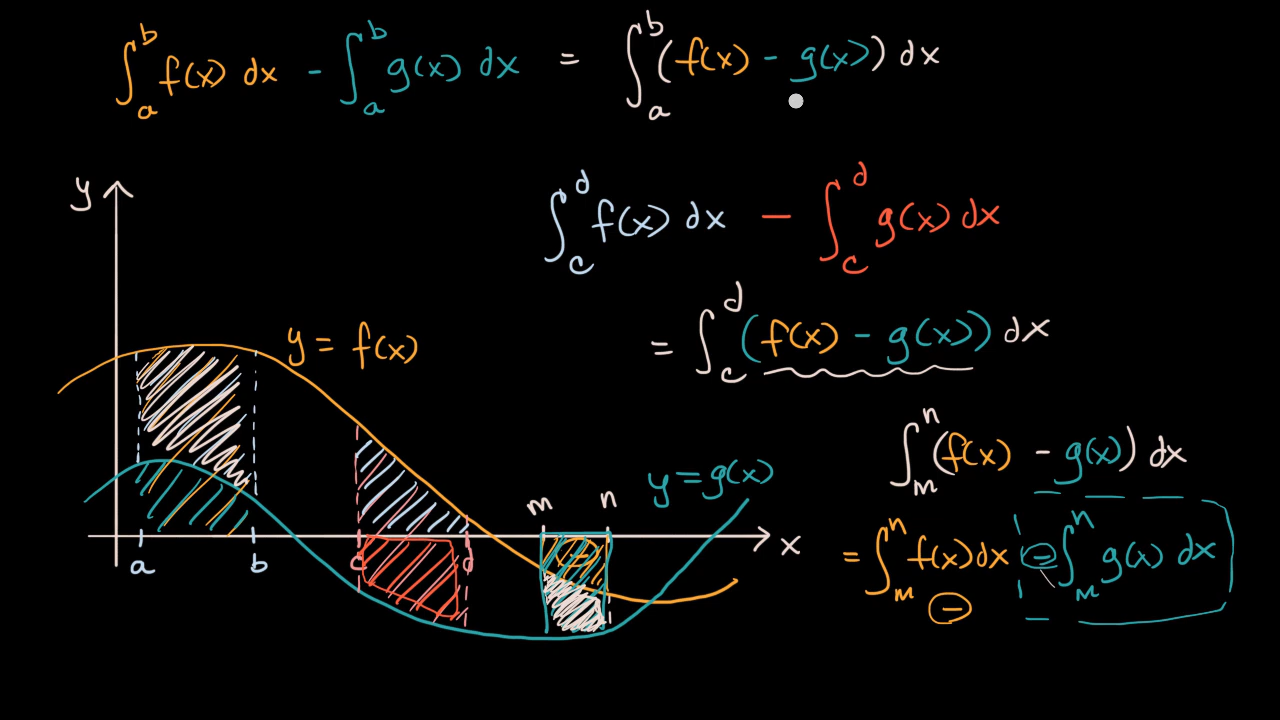 ∫_a^b f(x) dx - ∫_a^b g(x) dx = ∫_a^b (f(x) - g(x)) dx
y
∫_c^d f(x) dx - ∫_c^d g(x) dx
= ∫_c^d (f(x) - g(x)) dx
y = f(x)
∫_m^n (f(x) - g(x)) dx
y = g(x)
m n
a b c d x
-
= ∫_m^n f(x) dx - ∫_m^n g(x) dx
-